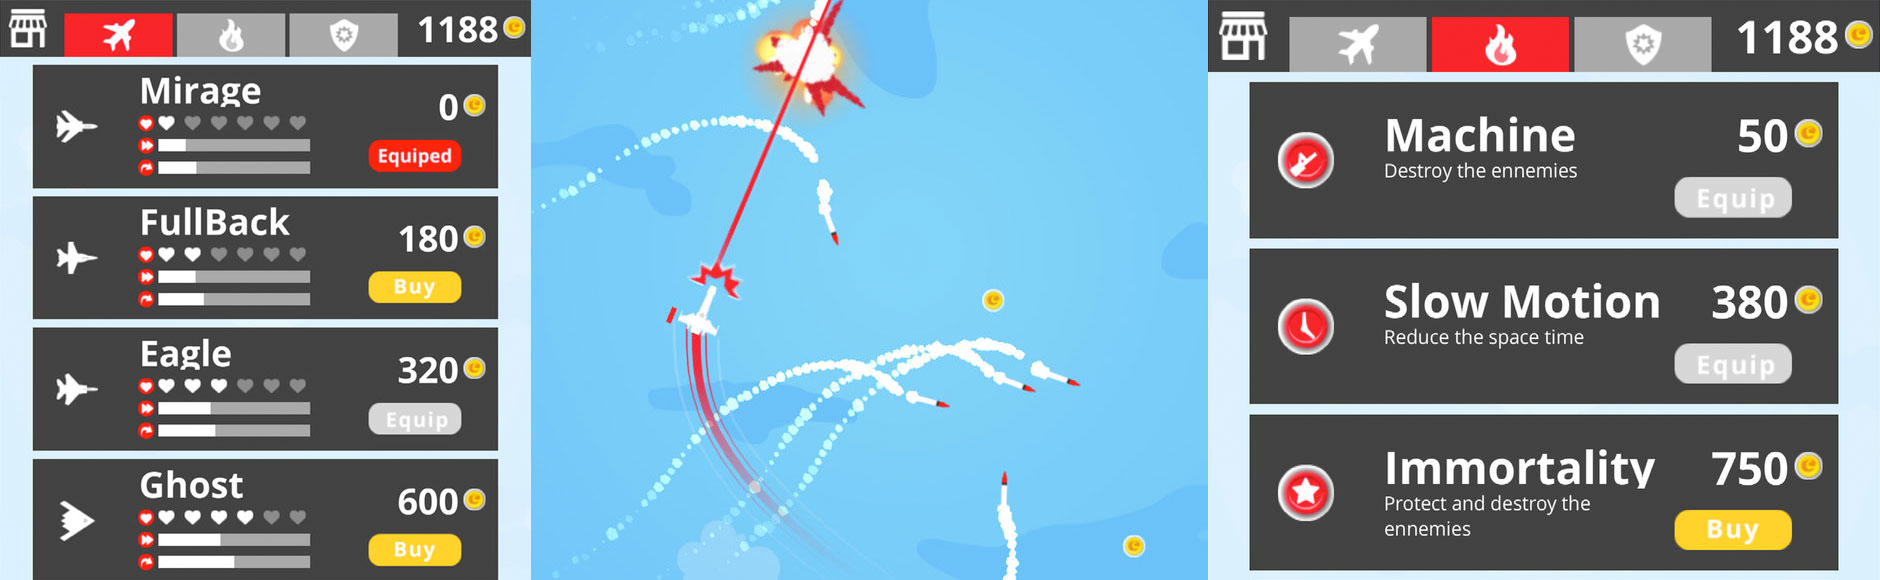 1188
Mirage
0
Equiped
FullBack
180
Buy
Eagle
320
Equip
Ghost
600
Buy
1188
Machine
50
Destroy the ennemies
Equip
Slow Motion
380
Reduce the space time
Equip
Immortality
750
Protect and destroy the
ennemies
Buy